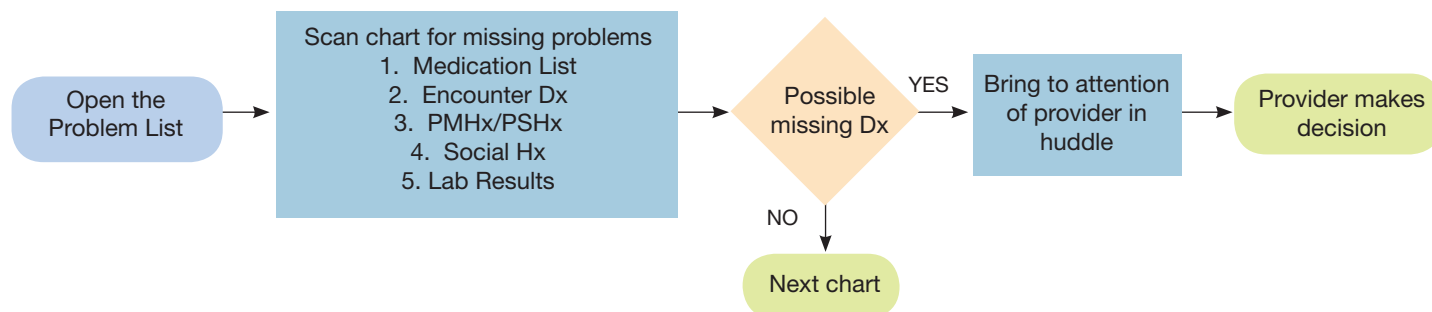 Open the
Problem List
Scan chart for missing problems
1. Medication List
2. Encounter Dx
3. PMHx/PSHx
4. Social Hx
5. Lab Results
Possible
missing Dx
YES
Bring to attention
of provider in
huddle
Provider makes
decision
NO
Next chart